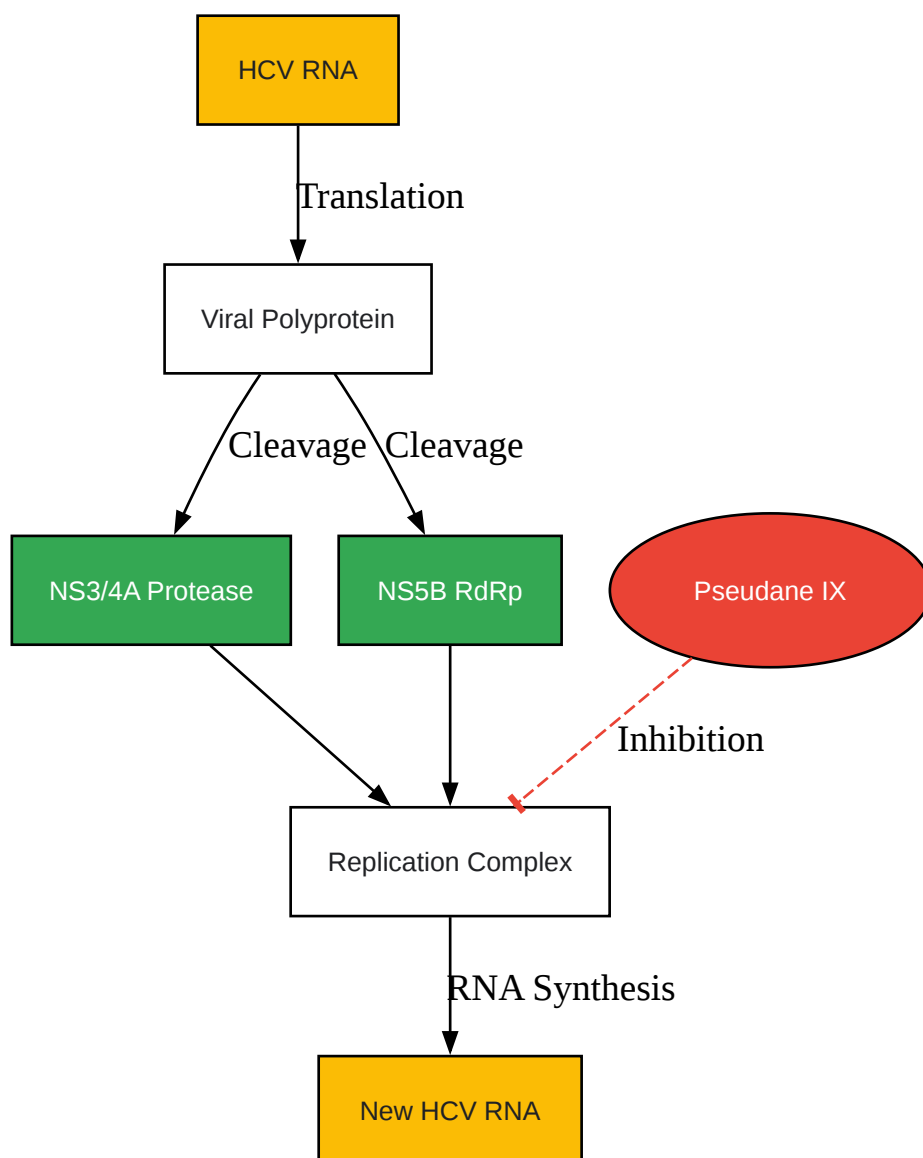 HCV RNA
Translation
Viral Polyprotein
Cleavage
Cleavage
NS3/4A Protease
NS5B RdRp
Pseudane IX
Inhibition
Replication Complex
RNA Synthesis
New HCV RNA